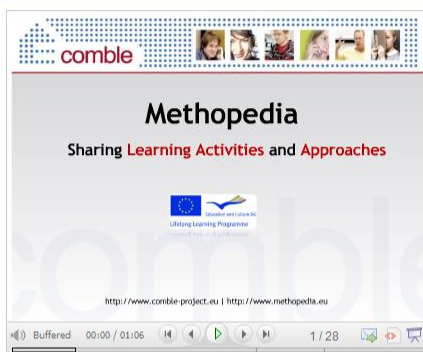 comble
Methopedia
Sharing Learning Activities and Approaches
Education and Culture DG
Lifelong Learning Programme
http://www.comble-project.eu | http://www.methopedia.eu
Buffered 00:00 / 01:06 1 / 28